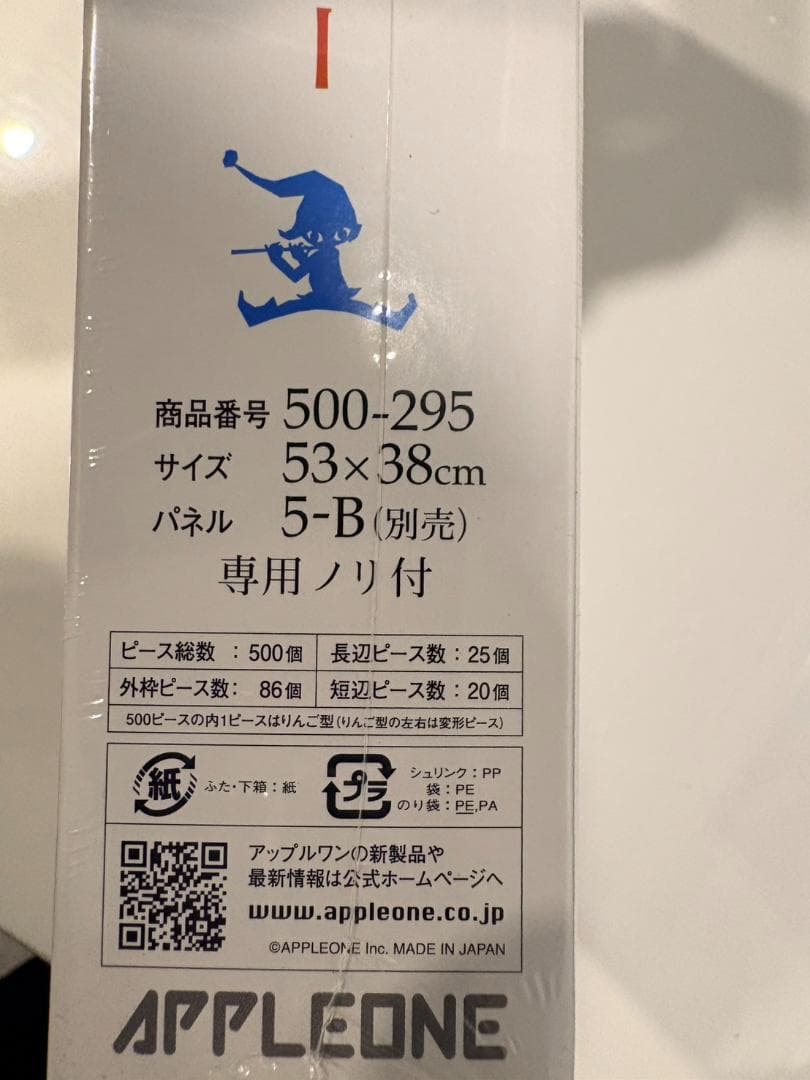 商品番号 500-295
サイズ 53×38cm
パネル 5-B(別売)
専用ノリ付
ピース総数 : 500個 長辺ピース数 : 25個
外枠ピース数: 86個 短辺ピース数 : 20個
500ピースの内1ピースはりんご型(りんご型の左右は変形ピース)
紙 ふた・下箱 : 紙
プラ シュリンク : PP
袋 : PE
のり袋 : PE,PA
アップルワンの新製品や
最新情報は公式ホームページへ
www.appleone.co.jp
©APPLEONE Inc. MADE IN JAPAN
APPLEONE